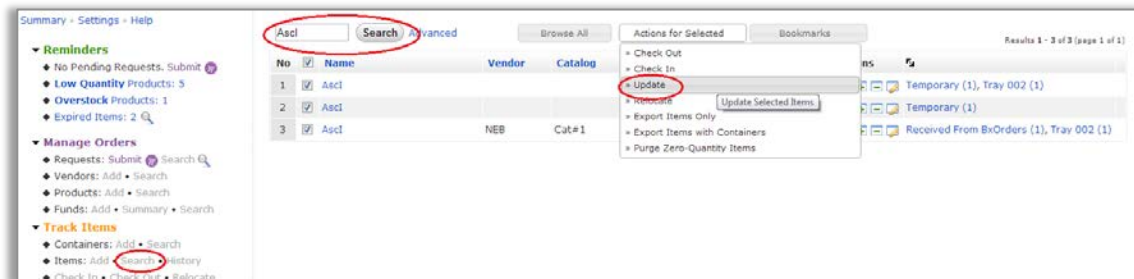 Summary - Settings - Help
Reminders
No Pending Requests. Submit
Low Quantity Products: 5
Overstock Products: 1
Expired Items: 2
Manage Orders
Requests: Submit Search
Vendors: Add • Search
Products: Add • Search
Funds: Add • Summary • Search
Track Items
Containers: Add • Search
Items: Add • Search • History
Check In • Check Out • Relocate
AscI Search Advanced Browse All Actions for Selected Bookmarks Results 1 - 3 of 3 (page 1 of 1)
No Name Vendor Catalog ns
1 AscI Temporary (1), Tray 002 (1)
2 AscI Temporary (1)
3 AscI NEB Cat#1 Received From BxOrders (1), Tray 002 (1)
» Check Out
» Check In
» Update
» Relocate Update Selected Items
» Export Items Only
» Export Items with Containers
» Purge Zero-Quantity Items